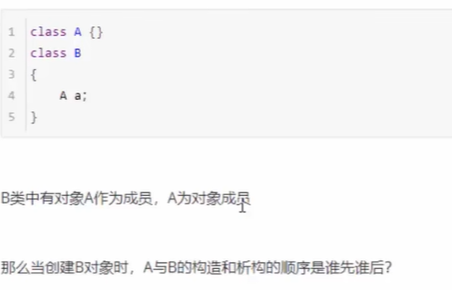 1 class A {}
2 class B
3 {
4     A a；
5 }
B类中有对象A作为成员，A为对象成员
那么当创建B对象时，A与B的构造和析构的顺序是谁先谁后？